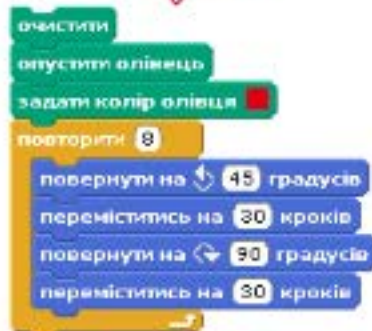 очистити
опустити олівець
задати колір олівця
повторити 8
повернути на 45 градусів
переміститись на 30 кроків
повернути на 90 градусів
переміститись на 30 кроків